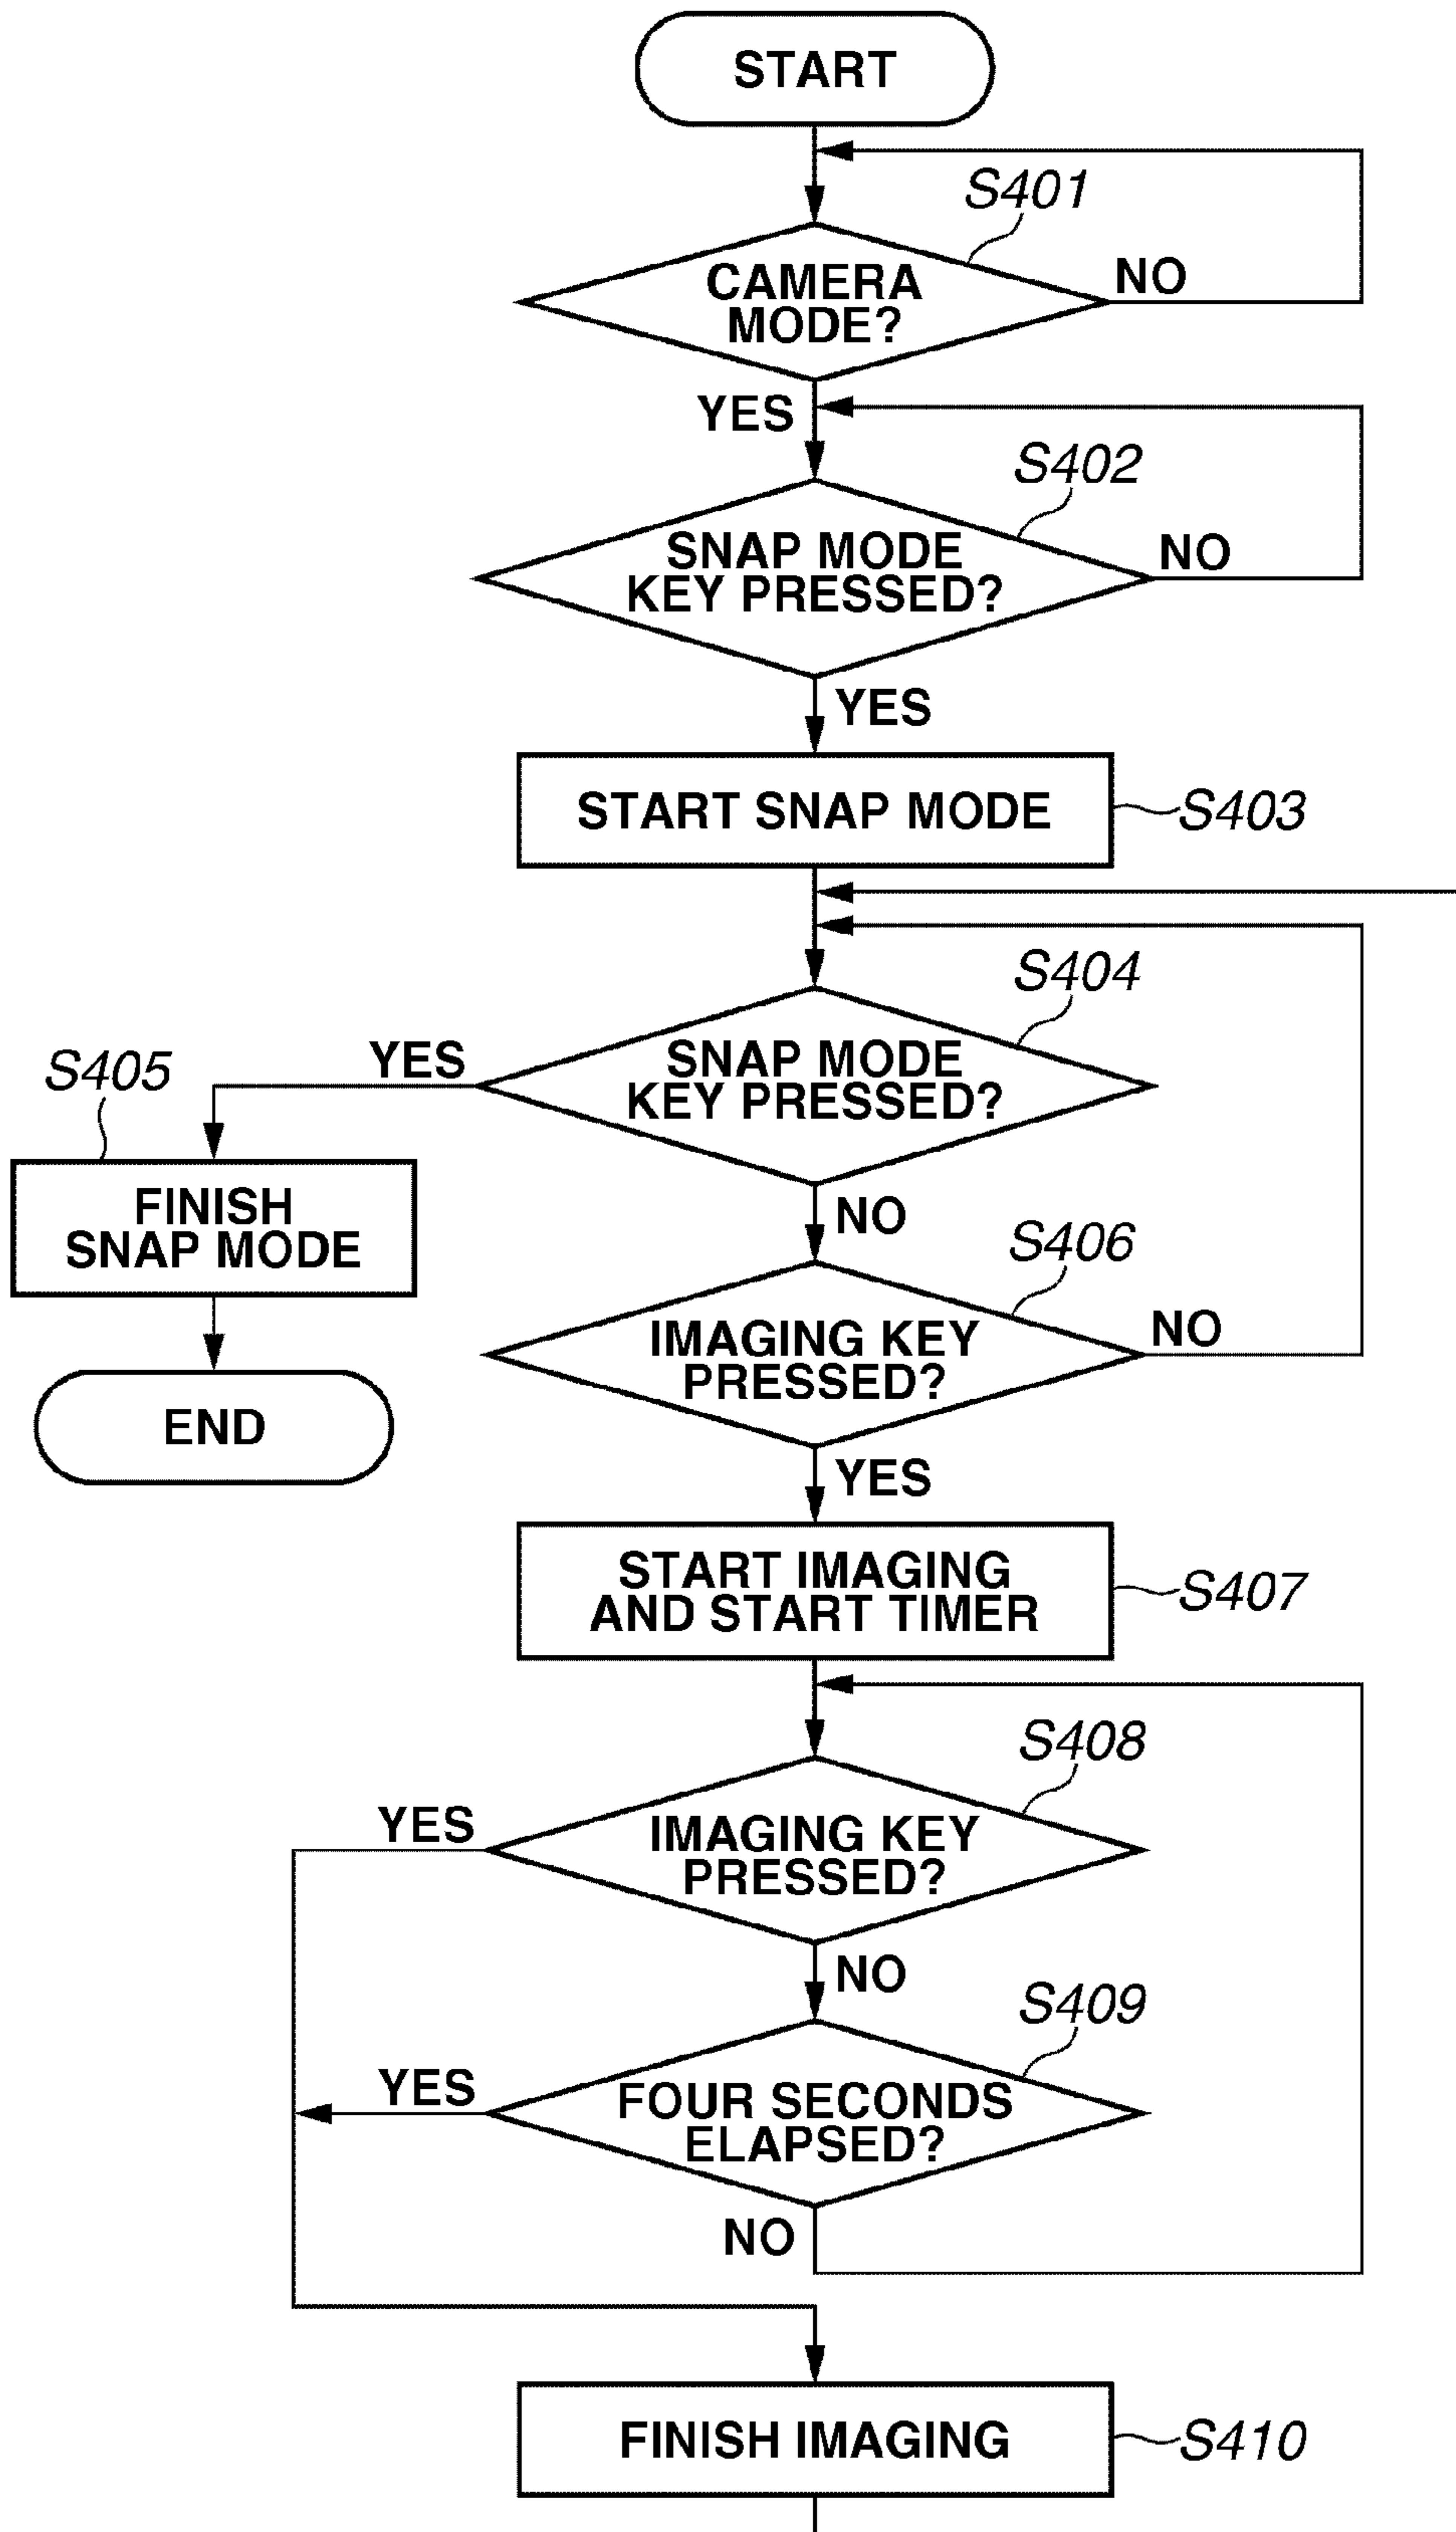 START
S401
CAMERA
MODE?
NO
YES
S402
SNAP MODE
KEY PRESSED?
NO
YES
START SNAP MODE
S403
S404
SNAP MODE
KEY PRESSED?
YES
S405
FINISH
SNAP MODE
END
NO
S406
IMAGING KEY
PRESSED?
NO
YES
START IMAGING
AND START TIMER
S407
S408
IMAGING KEY
PRESSED?
YES
NO
S409
FOUR SECONDS
ELAPSED?
YES
NO
FINISH IMAGING
S410